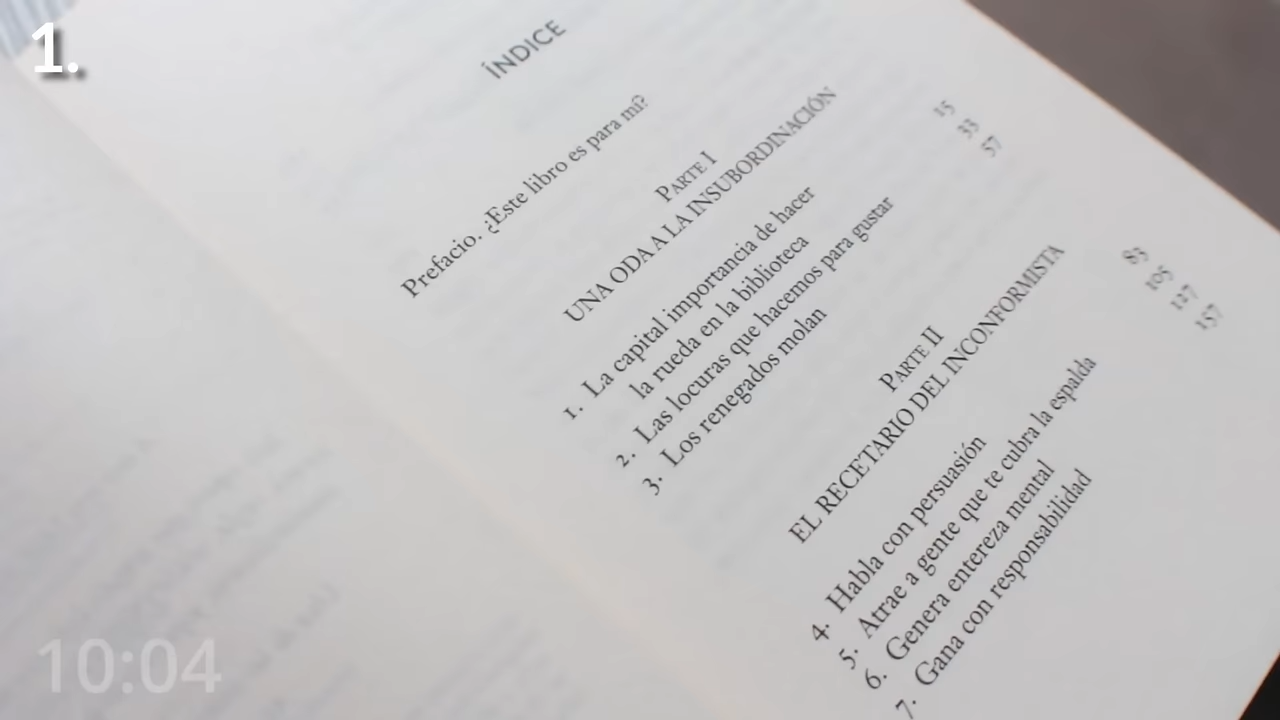 1.
ÍNDICE
Prefacio. ¿Este libro es para mí?
PARTE I
UNA ODA A LA INSUBORDINACIÓN
1. La capital importancia de hacer
la rueda en la biblioteca 15
2. Las locuras que hacemos para gustar 33
3. Los renegados molan 57
PARTE II
EL RECETARIO DEL INCONFORMISTA
4. Habla con persuasión 83
5. Atrae a gente que te cubra la espalda 105
6. Genera entereza mental 127
7. Gana con responsabilidad 157
10:04